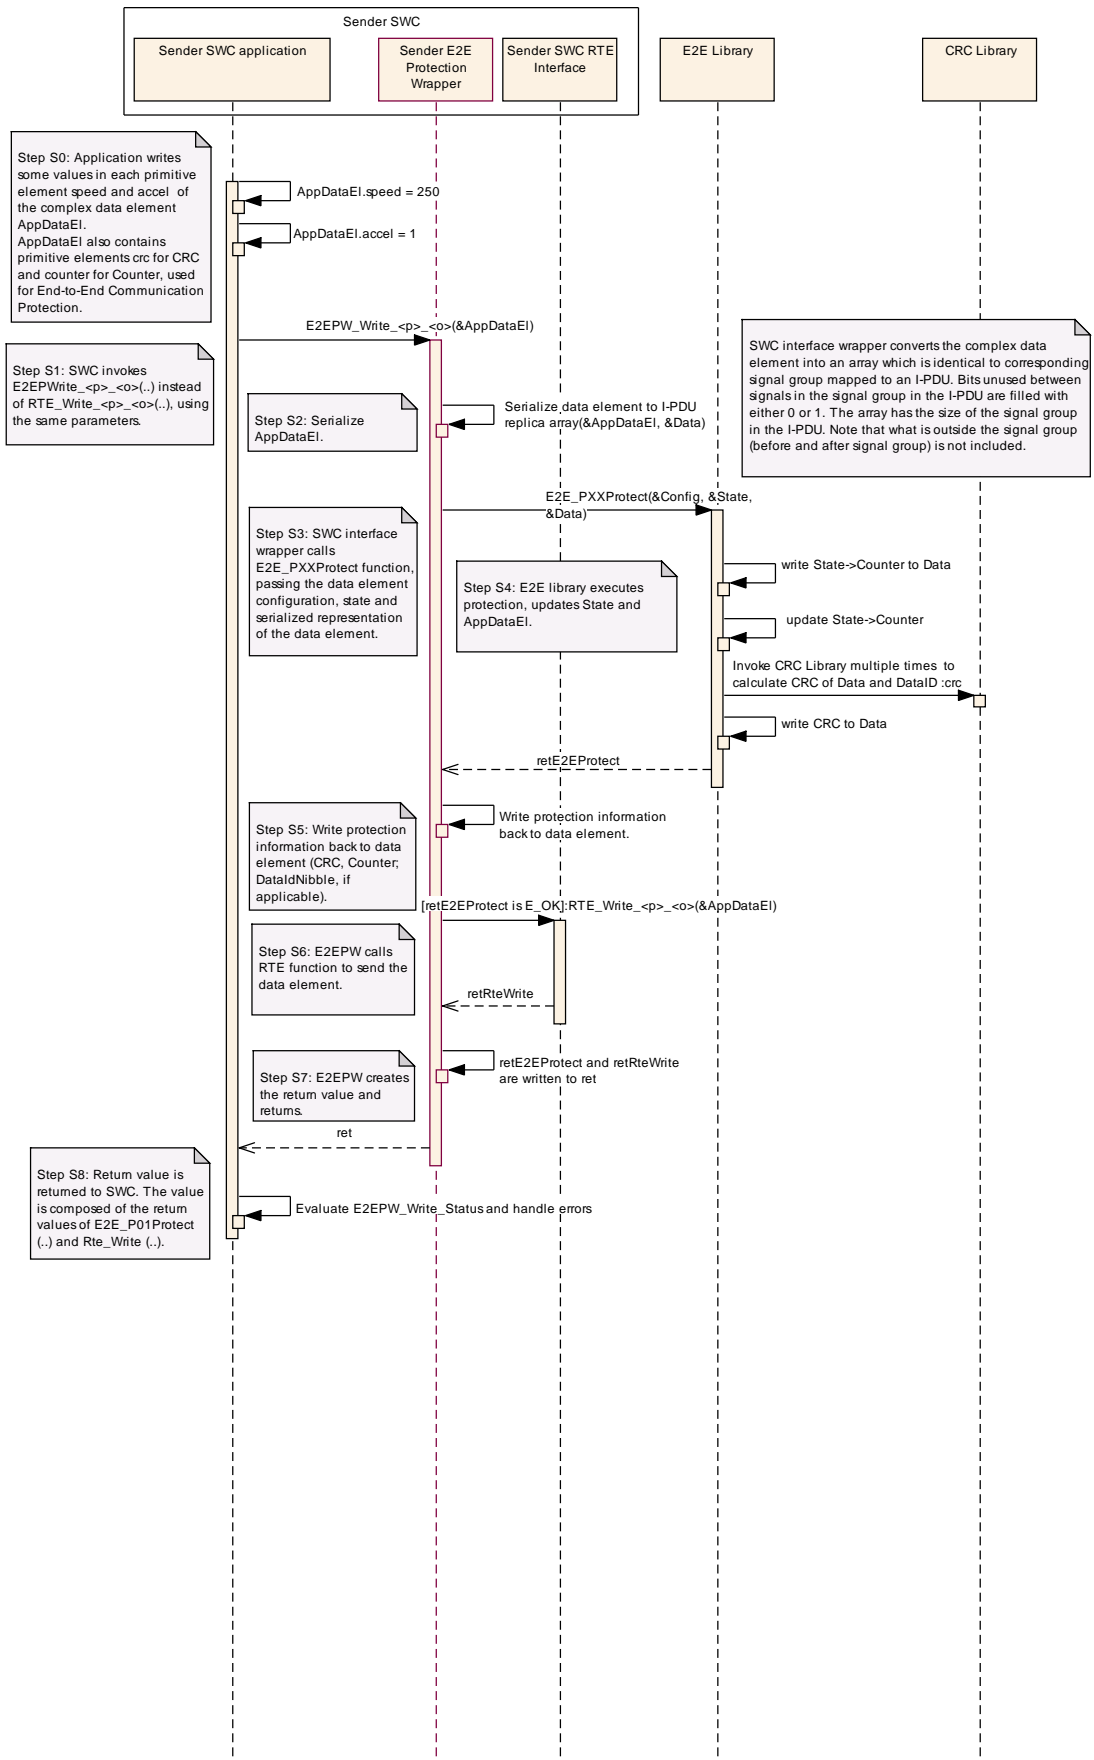 Sender SWC
Sender SWC application
Sender E2E
Protection
Wrapper
Sender SWC RTE
Interface
E2E Library
CRC Library
Step S0: Application writes
some values in each primitive
element speed and accel of
the complex data element
AppDataEl.
AppDataEl also contains
primitive elements crc for CRC
and counter for Counter, used
for End-to-End Communication
Protection.
AppDataEl.speed = 250
AppDataEl.accel = 1
E2EPW_Write_<p>_<o>(&AppDataEl)
Step S1: SWC invokes
E2EPWrite_<p>_<o>(..) instead
of RTE_Write_<p>_<o>(..), using
the same parameters.
SWC interface wrapper converts the complex data
element into an array which is identical to corresponding
signal group mapped to an I-PDU. Bits unused between
signals in the signal group in the I-PDU are filled with
either 0 or 1. The array has the size of the signal group
in the I-PDU. Note that what is outside the signal group
(before and after signal group) is not included.
Step S2: Serialize
AppDataEl.
Serialize data element to I-PDU
replica array(&AppDataEl, &Data)
E2E_PXXProtect(&Config, &State,
&Data)
Step S3: SWC interface
wrapper calls
E2E_PXXProtect function,
passing the data element
configuration, state and
serialized representation
of the data element.
Step S4: E2E library executes
protection, updates State and
AppDataEl.
write State->Counter to Data
update State->Counter
Invoke CRC Library multiple times to
calculate CRC of Data and DataID :crc
write CRC to Data
retE2EProtect
Step S5: Write protection
information back to data
element (CRC, Counter;
DataIdNibble, if
applicable).
Write protection information
back to data element.
[retE2EProtect is E_OK]:RTE_Write_<p>_<o>(&AppDataEl)
Step S6: E2EPW calls
RTE function to send the
data element.
retRteWrite
Step S7: E2EPW creates
the return value and
returns.
retE2EProtect and retRteWrite
are written to ret
ret
Step S8: Return value is
returned to SWC. The value
is composed of the return
values of E2E_P01Protect
(..) and Rte_Write (..).
Evaluate E2EPW_Write_Status and handle errors